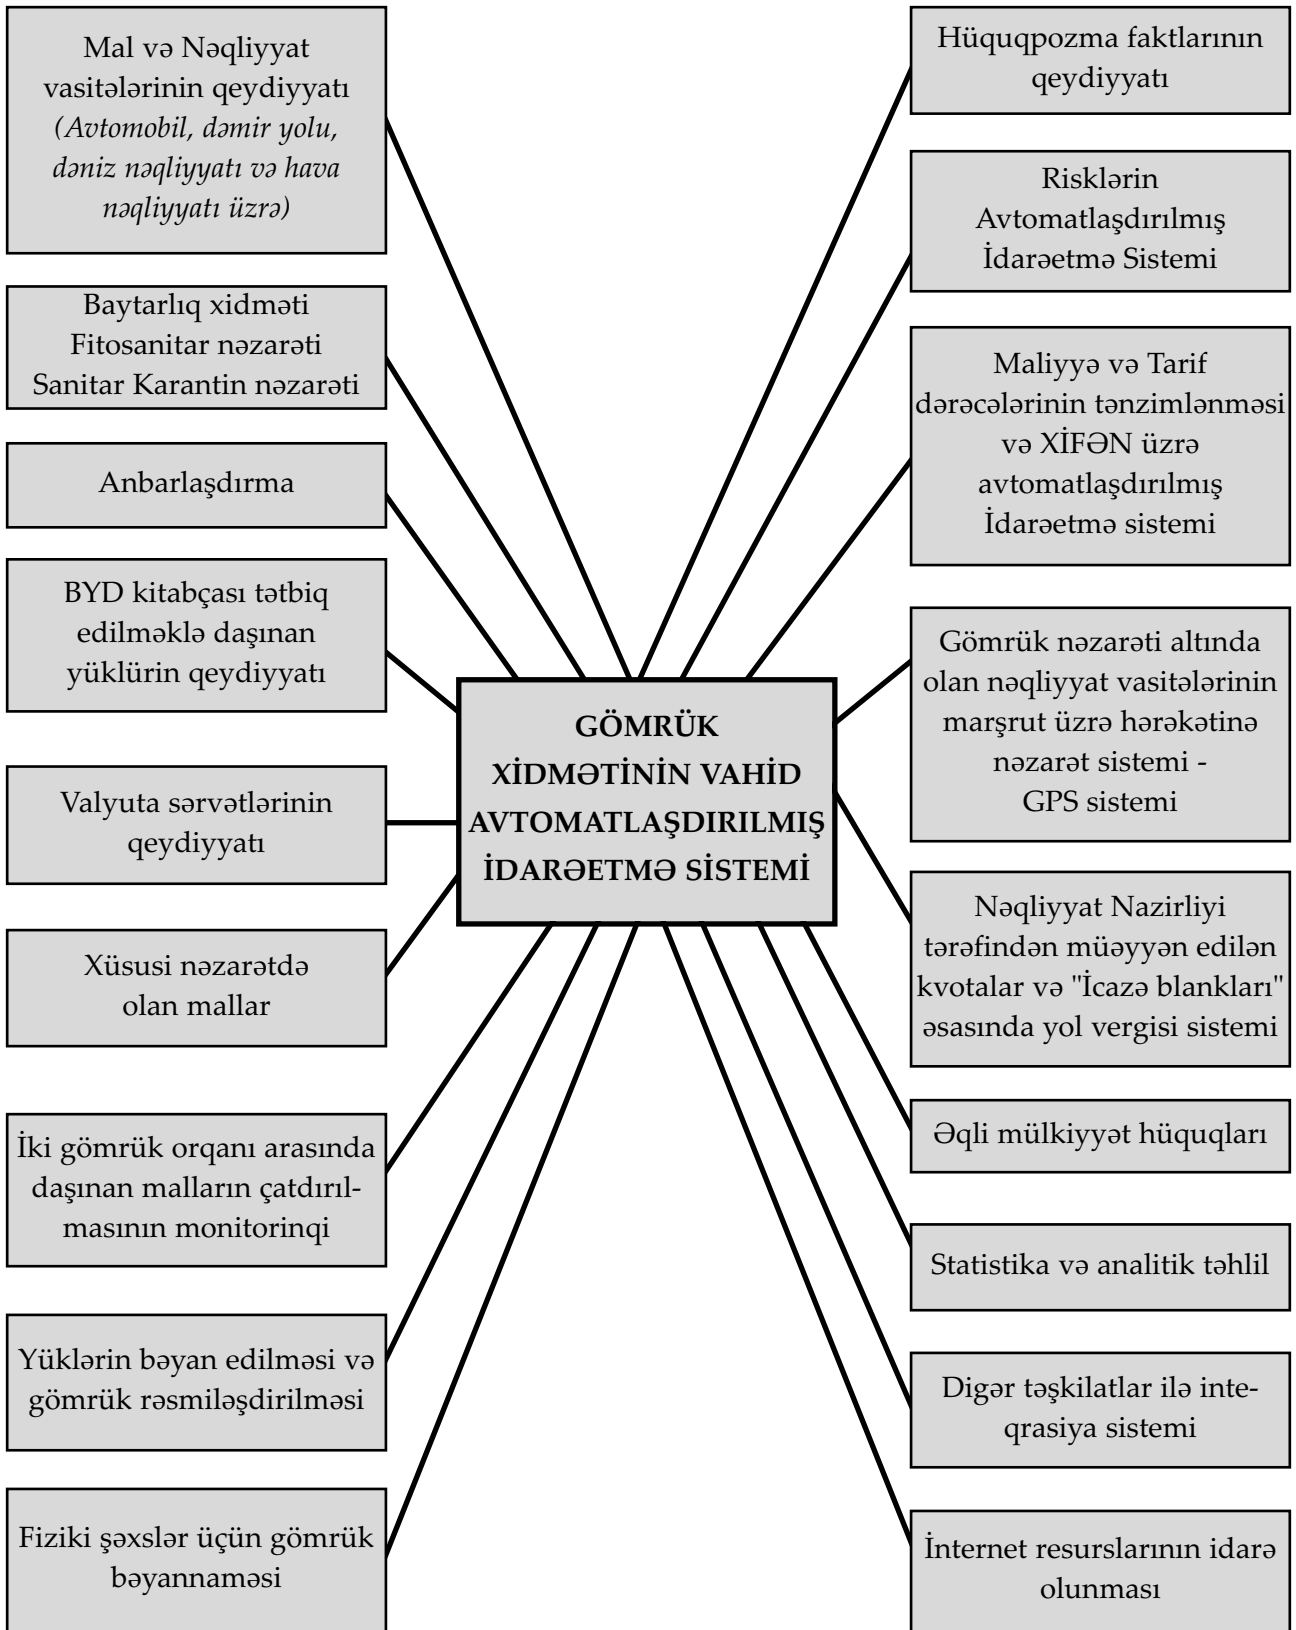 Mal və Nəqliyyat
vasitələrinin qeydiyyatı
(Avtomobil, dəmir yolu,
dəniz nəqliyyatı və hava
nəqliyyatı üzrə)
Baytarlıq xidməti
Fitosanitar nəzarəti
Sanitar Karantin nəzarəti
Anbarlaşdırma
BYD kitabçası tətbiq
edilməklə daşınan
yüklürin qeydiyyatı
Valyuta sərvətlərinin
qeydiyyatı
Xüsusi nəzarətdə
olan mallar
İki gömrük orqanı arasında
daşınan malların çatdırıl-
masının monitorinqi
Yüklərin bəyan edilməsi və
gömrük rəsmiləşdirilməsi
Fiziki şəxslər üçün gömrük
bəyannaməsi
GÖMRÜK
XİDMƏTİNİN VAHİD
AVTOMATLAŞDIRILMIŞ
İDARƏETMƏ SİSTEMİ
Hüquqpozma faktlarının
qeydiyyatı
Risklərin
Avtomatlaşdırılmış
İdarəetmə Sistemi
Maliyyə və Tarif
dərəcələrinin tənzimlənməsi
və XİFƏN üzrə
avtomatlaşdırılmış
İdarəetmə sistemi
Gömrük nəzarəti altında
olan nəqliyyat vasitələrinin
marşrut üzrə hərəkətinə
nəzarət sistemi -
GPS sistemi
Nəqliyyat Nazirliyi
tərəfindən müəyyən edilən
kvotalar və "İcazə blankları"
əsasında yol vergisi sistemi
Əqli mülkiyyət hüquqları
Statistika və analitik təhlil
Digər təşkilatlar ilə inte-
qrasiya sistemi
İnternet resurslarının idarə
olunması